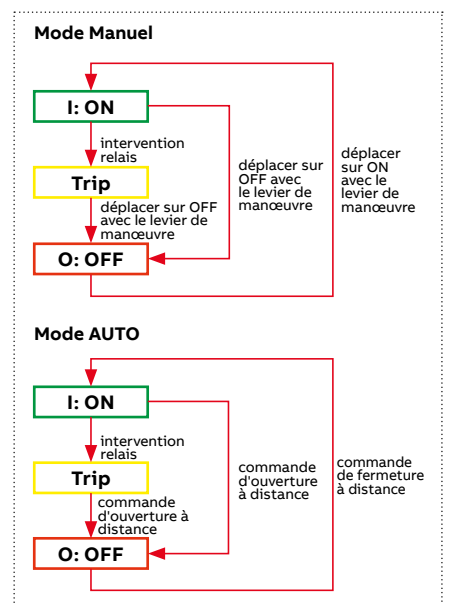 Mode Manuel
I: ON
intervention
relais
Trip
déplacer sur OFF
avec le levier de
manœuvre
O: OFF
déplacer sur
OFF avec
le levier de
manœuvre
déplacer
sur ON
avec le
levier de
manœuvre
Mode AUTO
I: ON
intervention
relais
Trip
commande
d'ouverture à
distance
O: OFF
commande
d'ouverture
à distance
commande
de fermeture
à distance